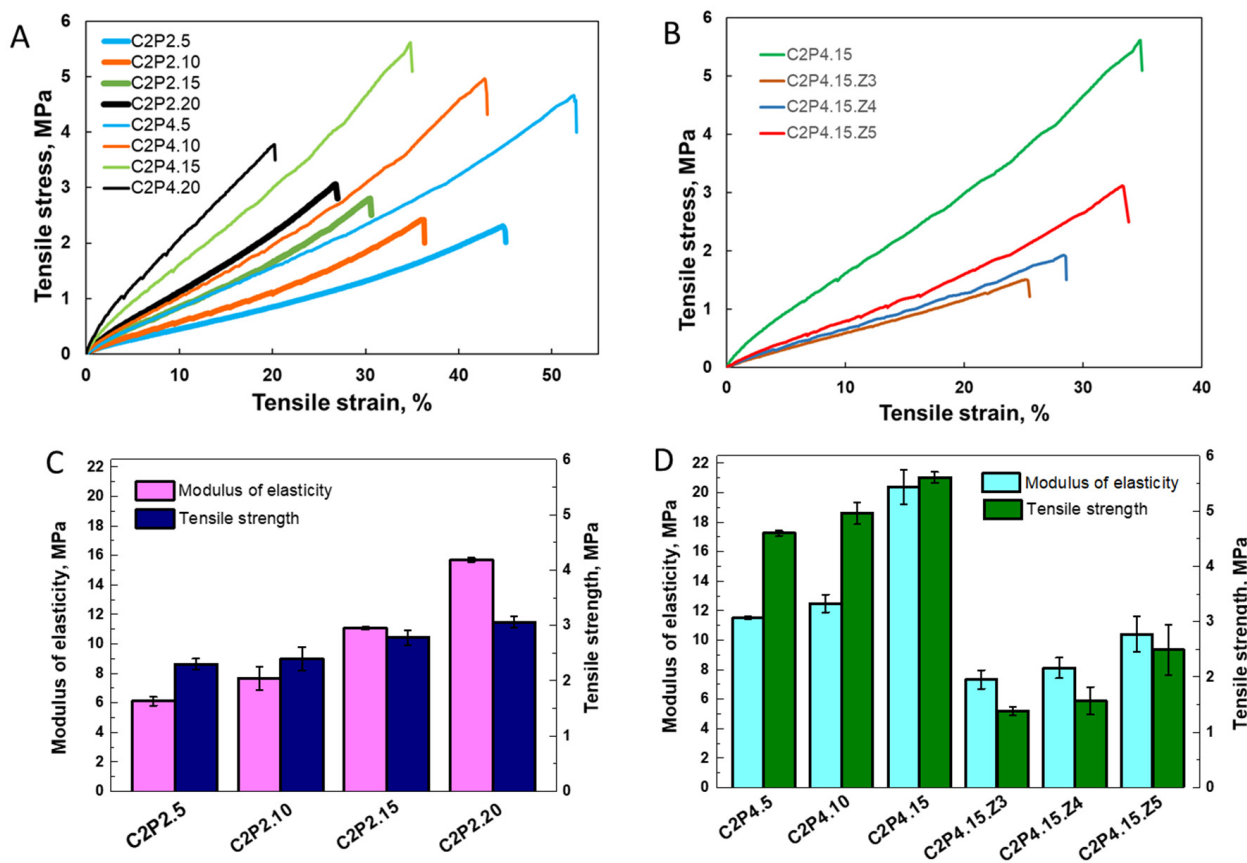 A
6
5
4
3
2
1
0
Tensile stress, MPa
C2P2.5
C2P2.10
C2P2.15
C2P2.20
C2P4.5
C2P4.10
C2P4.15
C2P4.20
0 10 20 30 40 50
Tensile strain, %
B
6
5
4
3
2
1
0
Tensile stress, MPa
C2P4.15
C2P4.15.Z3
C2P4.15.Z4
C2P4.15.Z5
0 10 20 30 40
Tensile strain, %
C
22
20
18
16
14
12
10
8
6
4
2
0
Modulus of elasticity, MPa
Modulus of elasticity
Tensile strength
6
5
4
3
2
1
0
Tensile strength, MPa
C2P2.5 C2P2.10 C2P2.15 C2P2.20
D
22
20
18
16
14
12
10
8
6
4
2
0
Modulus of elasticity, MPa
Modulus of elasticity
Tensile strength
6
5
4
3
2
1
0
Tensile strength, MPa
C2P4.5 C2P4.10 C2P4.15 C2P4.15.Z3 C2P4.15.Z4 C2P4.15.Z5